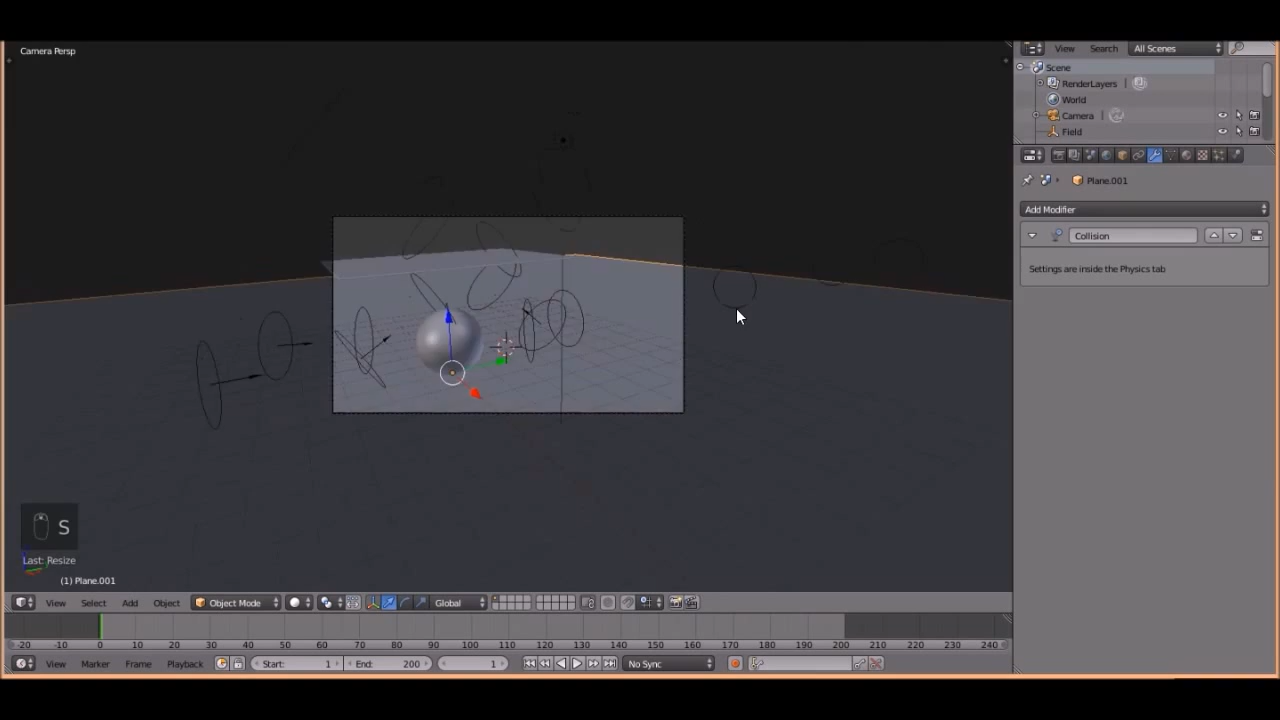 Camera Persp
View Search All Scenes
Scene
RenderLayers |
World
Camera |
Field
Plane.001
Add Modifier
Collision
Settings are inside the Physics tab
S
Last: Resize
(1) Plane.001
View Select Add Object Object Mode Global
-20 -10 0 10 20 30 40 50 60 70 80 90 100 110 120 130 140 150 160 170 180 190 200 210 220 230 240
View Marker Frame Playback Start: 1 End: 200 1 No Sync